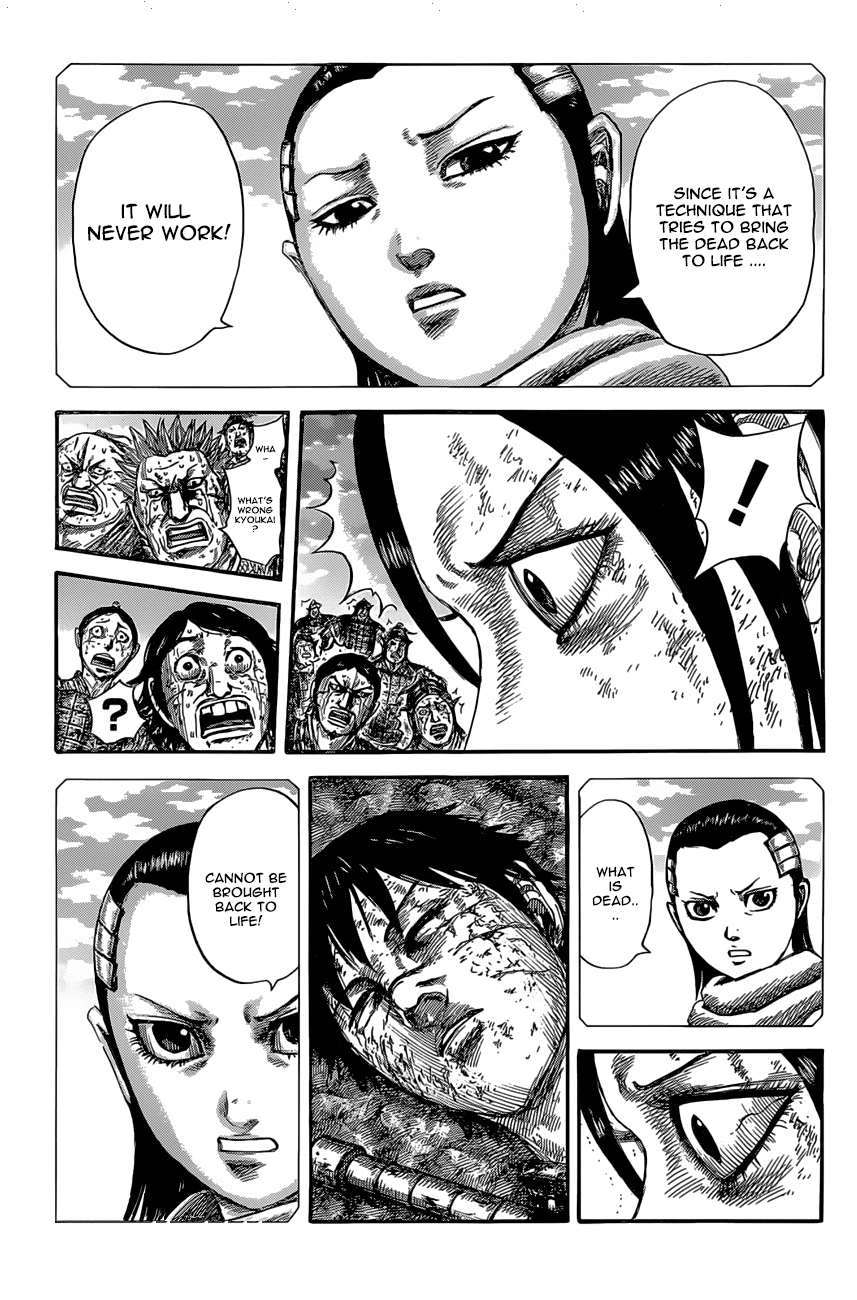 SINCE IT'S A
TECHNIQUE THAT
TRIES TO BRING
THE DEAD BACK
TO LIFE ....
IT WILL
NEVER WORK!
!
WHA
-
WHAT'S
WRONG
KYOUKAI
?
?
WHAT
IS
DEAD..
..
CANNOT BE
BROUGHT
BACK TO
LIFE!